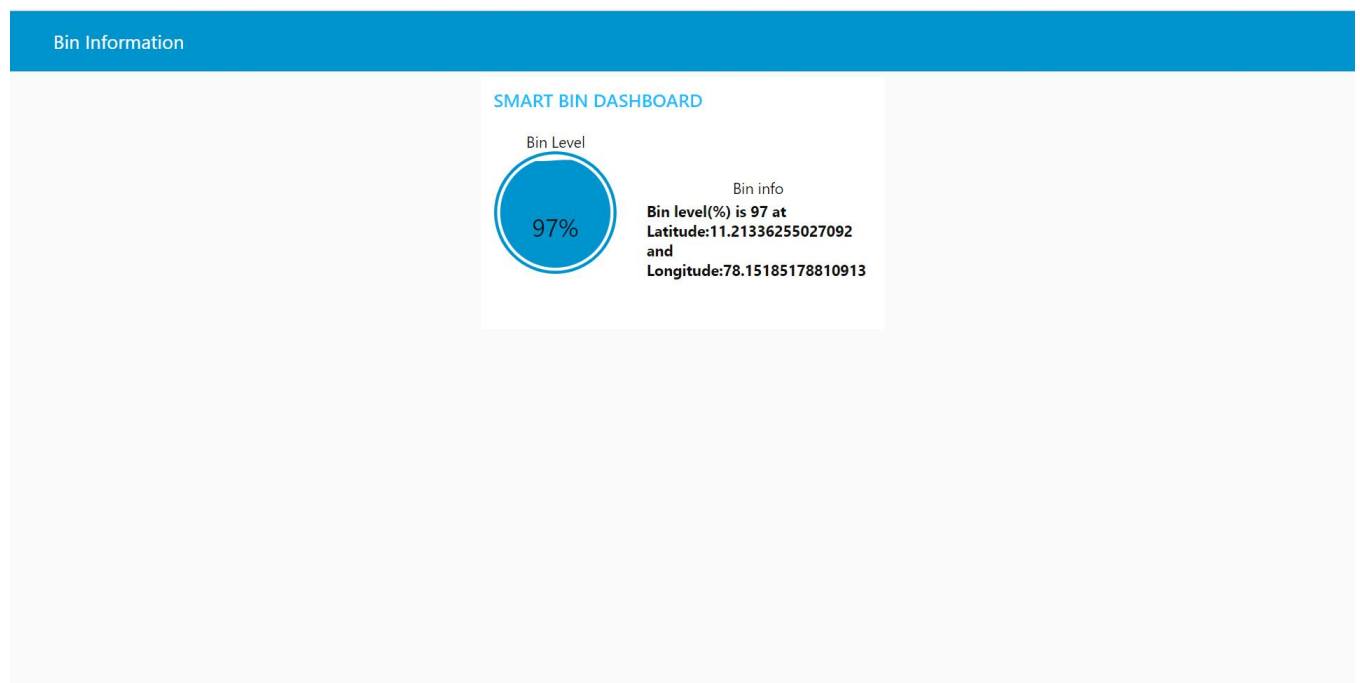 Bin Information
SMART BIN DASHBOARD
Bin Level
97%
Bin info
Bin level(%) is 97 at
Latitude:11.21336255027092
and
Longitude:78.15185178810913